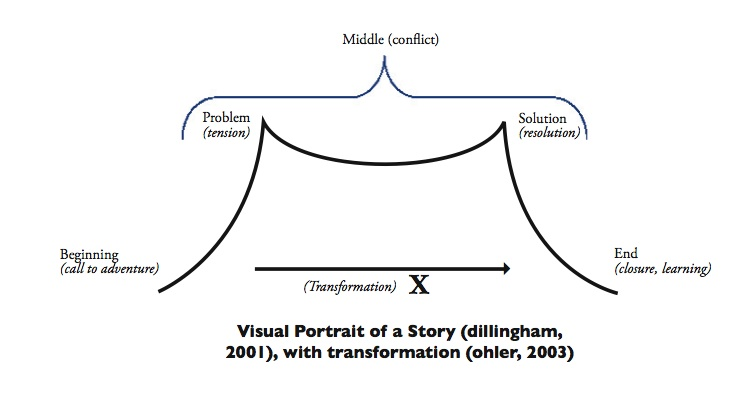 Middle (conflict)
Problem
(tension)
Solution
(resolution)
Beginning
(call to adventure)
End
(closure, learning)
(Transformation) X
Visual Portrait of a Story (dillingham,
2001), with transformation (ohler, 2003)